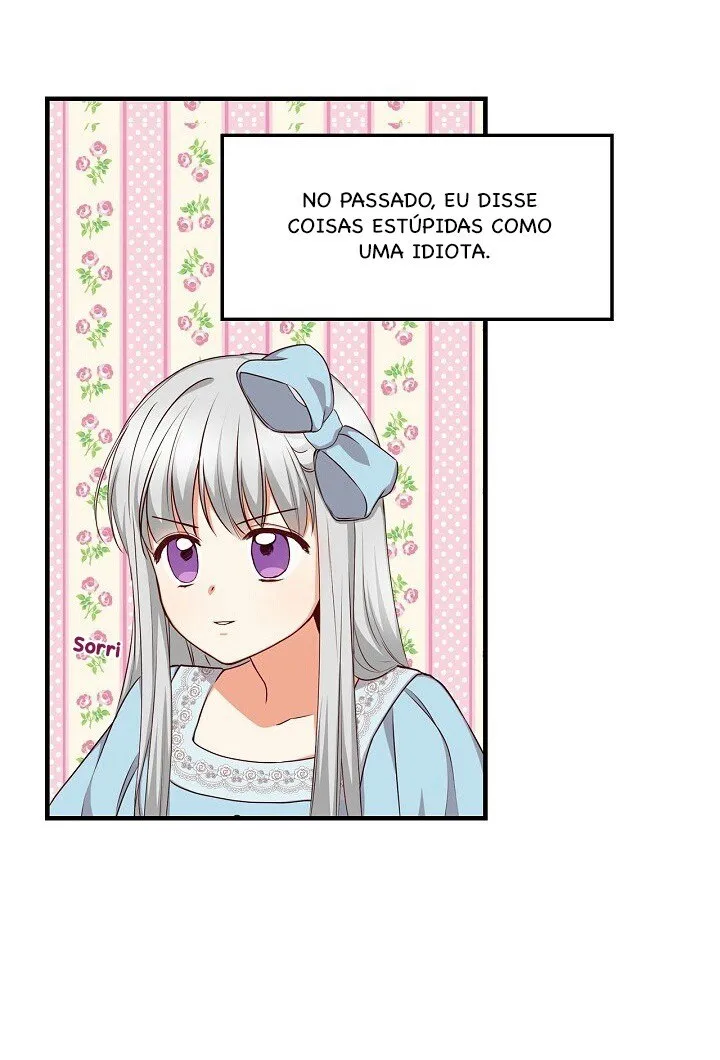 NO PASSADO, EU DISSE
COISAS ESTÚPIDAS COMO
UMA IDIOTA.
Sorri